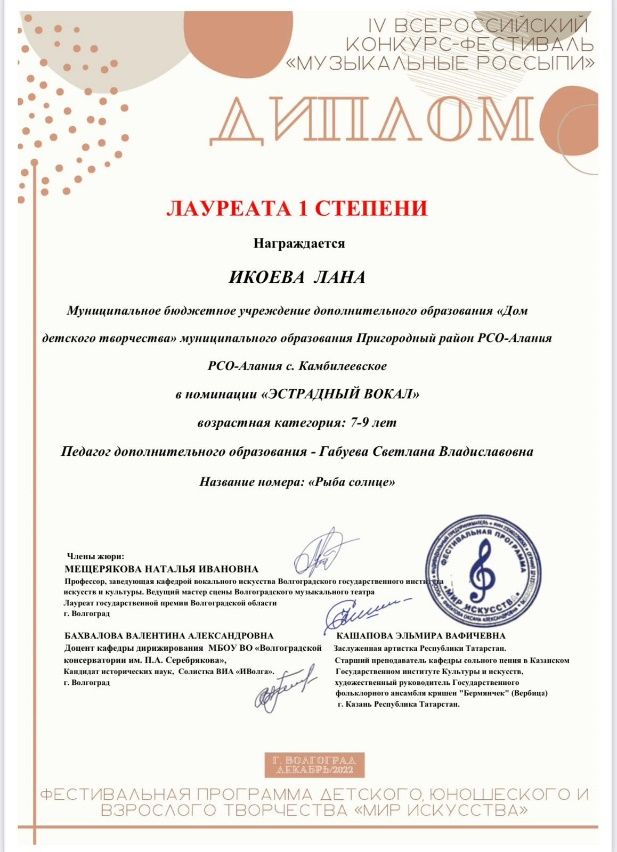 IV ВСЕРОССИЙСКИЙ
КОНКУРС-ФЕСТИВАЛЬ
«МУЗЫКАЛЬНЫЕ РОССЫПИ»
ДИПЛОМ
ЛАУРЕАТА 1 СТЕПЕНИ
Награждается
ИКОЕВА ЛАНА
Муниципальное бюджетное учреждение дополнительного образования «Дом
детского творчества» муниципального образования Пригородный район РСО-Алания
РСО-Алания с. Камбилеевское
в номинации «ЭСТРАДНЫЙ ВОКАЛ»
возрастная категория: 7-9 лет
Педагог дополнительного образования - Габуева Светлана Владиславовна
Название номера: «Рыба солнце»
Члены жюри:
МЕЩЕРЯКОВА НАТАЛЬЯ ИВАНОВНА
Профессор, заведующая кафедрой вокального искусства Волгоградского государственного института
искусств и культуры. Ведущий мастер сцены Волгоградского музыкального театра
Лауреат государственной премии Волгоградской области
г. Волгоград
БАХВАЛОВА ВАЛЕНТИНА АЛЕКСАНДРОВНА
Доцент кафедры дирижирования МБОУ ВО «Волгоградской
консерватории им. П.А. Серебрякова»,
Кандидат исторических наук, Солистка ВИА «ИВолга».
г. Волгоград
КАШАПОВА ЭЛЬМИРА ВАФИЧЕВНА
Заслуженная артистка Республики Татарстан.
Старший преподаватель кафедры сольного пения в Казанском
Государственном институте Культуры и искусств,
художественный руководитель Государственного
фольклорного ансамбля кряшен "Бермянчек" (Вербица)
г. Казань Республика Татарстан.
ФЕСТИВАЛЬНАЯ ПРОГРАММА
«МИР ИСКУССТВА»
Г. ВОЛГОГРАД
ДЕКАБРЬ/2022
ФЕСТИВАЛЬНАЯ ПРОГРАММА ДЕТСКОГО, ЮНОШЕСКОГО И
ВЗРОСЛОГО ТВОРЧЕСТВА «МИР ИСКУССТВА»